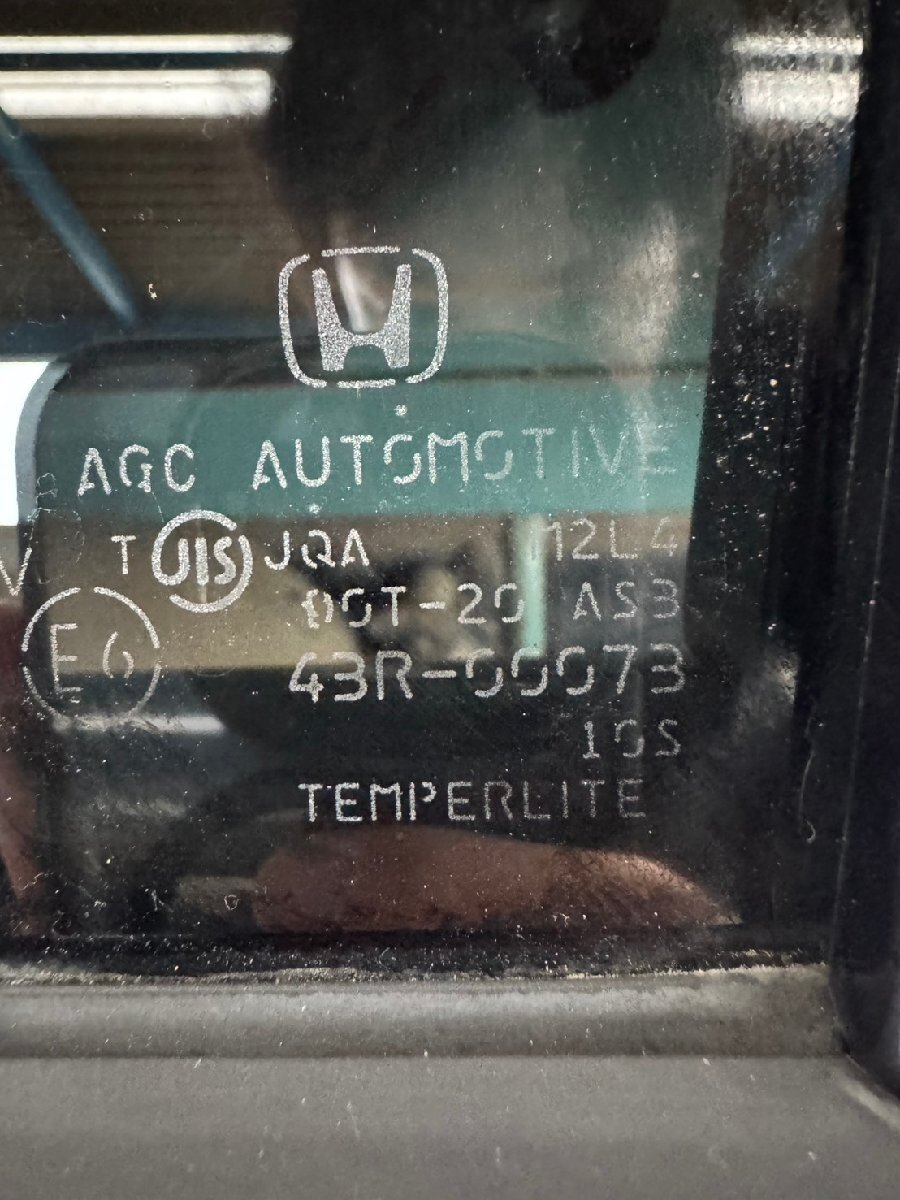 AGC AUTOMOTIVE
T JIS JQA M2L4
V
DOT-20 AS3
E6 43R-00073
10S
TEMPERLITE